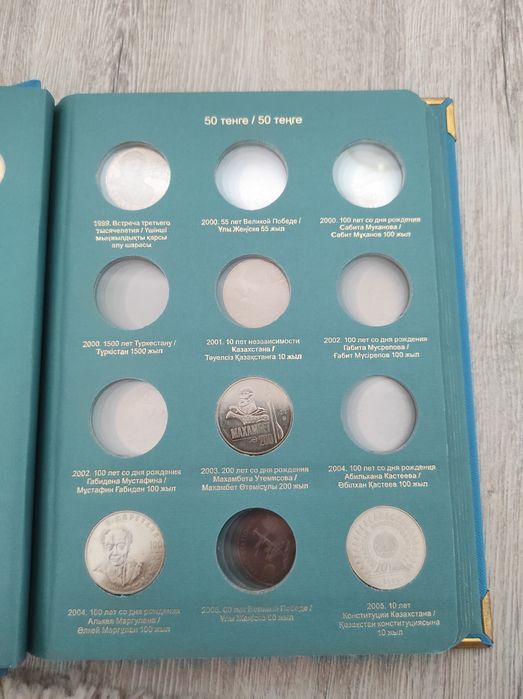 50 тенге / 50 теңге
1999. Встреча третьего
тысячелетия / Үшінші
мыңжылдықты қарсы
алу шарасы
2000. 55 лет Великой Победе /
Ұлы Жеңіске 55 жыл
2000. 100 лет со дня рождения
Сабита Муканова /
Сабит Мұқанов 100 жыл
2000. 1500 лет Туркестану /
Түркістан 1500 жыл
2001. 10 лет независимости
Казахстана /
Тәуелсіз Қазақстанға 10 жыл
2002. 100 лет со дня рождения
Габита Мусрепова /
Ғабит Мүсірепов 100 жыл
2002. 100 лет со дня рождения
Габидена Мустафина /
Мұстафин Ғабиден 100 жыл
МАХАМБЕТ
200
2003. 200 лет со дня рождения
Махамбета Утемисова /
Махамбет Өтемісұлы 200 жыл
2004. 100 лет со дня рождения
Абильхана Кастеева /
Әбілхан Қастеев 100 жыл
100
2004. 100 лет со дня рождения
Алькея Маргулана /
Әлкей Марғұлан 100 жыл
2005. 60 лет Великой Победе /
Ұлы Жеңіске 60 жыл
2005. 10 лет
Конституции Казахстана /
Қазақстан конституциясына
10 жыл